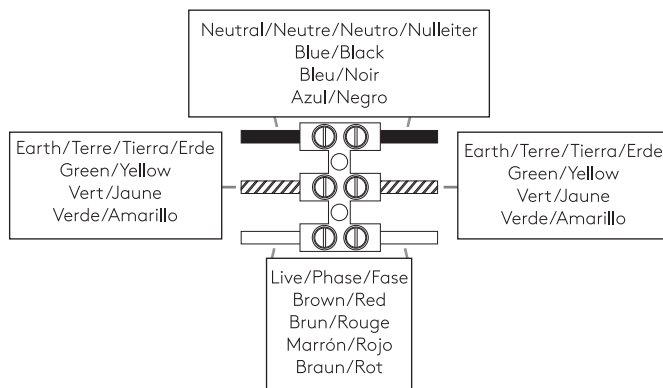 Neutral/Neutre/Neutro/Nulleiter
Blue/Black
Bleu/Noir
Azul/Negro
Earth/Terre/Tierra/Erde
Green/Yellow
Vert/Jaune
Verde/Amarillo
Earth/Terre/Tierra/Erde
Green/Yellow
Vert/Jaune
Verde/Amarillo
Live/Phase/Fase
Brown/Red
Brun/Rouge
Marrón/Rojo
Braun/Rot